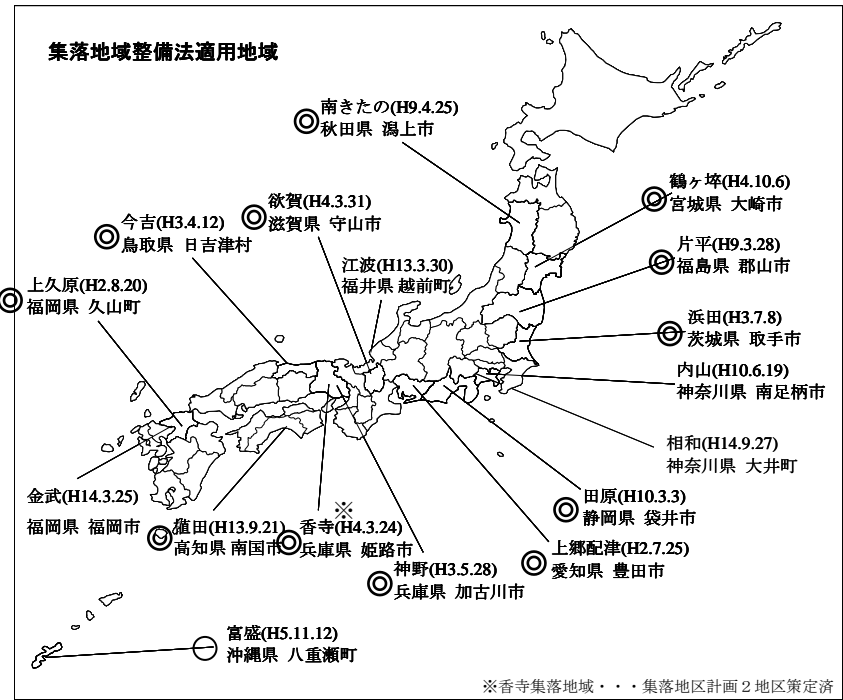 集落地域整備法適用地域
南きたの(H9.4.25)
秋田県 潟上市
鶴ヶ埣(H4.10.6)
宮城県 大崎市
欲賀(H4.3.31)
滋賀県 守山市
今吉(H3.4.12)
鳥取県 日吉津村
片平(H9.3.28)
福島県 郡山市
江波(H13.3.30)
福井県 越前町
上久原(H2.8.20)
福岡県 久山町
浜田(H3.7.8)
茨城県 取手市
内山(H10.6.19)
神奈川県 南足柄市
相和(H14.9.27)
神奈川県 大井町
金武(H14.3.25)
福岡県 福岡市
田(H13.9.21)
高知県 南国市
※
香寺(H4.3.24)
兵庫県 姫路市
田原(H10.3.3)
静岡県 袋井市
上郷配津(H2.7.25)
愛知県 豊田市
神野(H3.5.28)
兵庫県 加古川市
富盛(H5.11.12)
沖縄県 八重瀬町
※香寺集落地域・・・集落地区計画２地区策定済